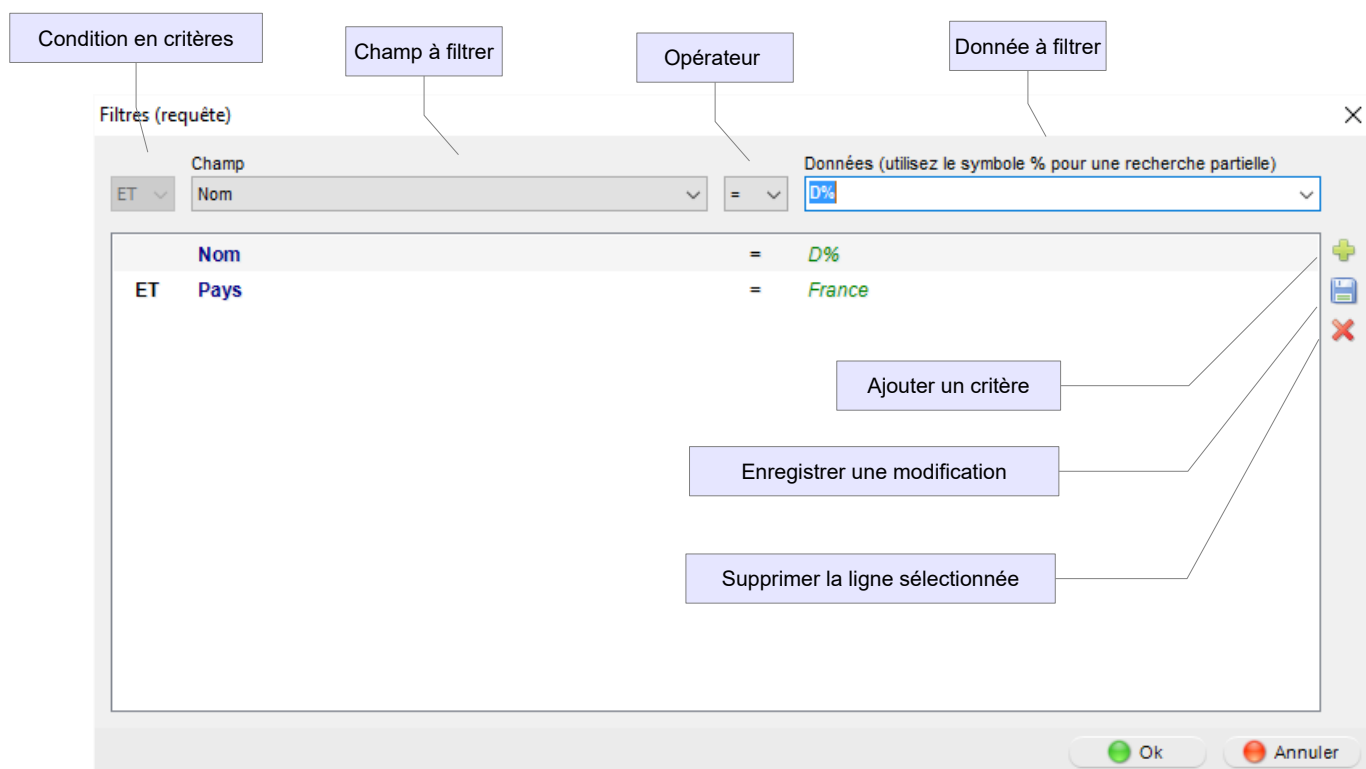 Condition en critères
Champ à filtrer
Opérateur
Donnée à filtrer
Filtres (requête)
Champ
Données (utilisez le symbole % pour une recherche partielle)
ET
Nom
=
D%
Nom = D%
ET Pays = France
Ajouter un critère
Enregistrer une modification
Supprimer la ligne sélectionnée
Ok
Annuler